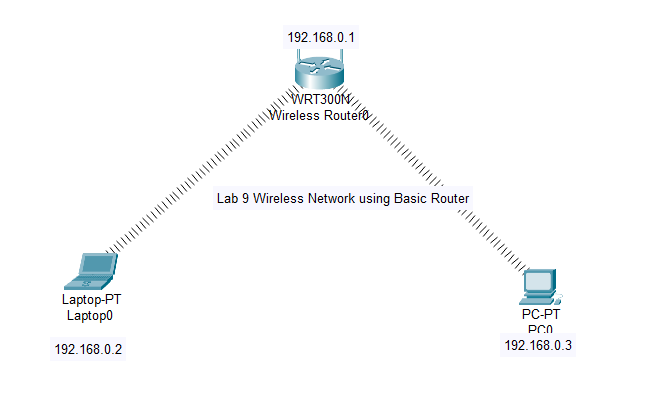 192.168.0.1
WRT300N
Wireless Router0
Lab 9 Wireless Network using Basic Router
Laptop-PT
Laptop0
192.168.0.2
PC-PT
PC0
192.168.0.3